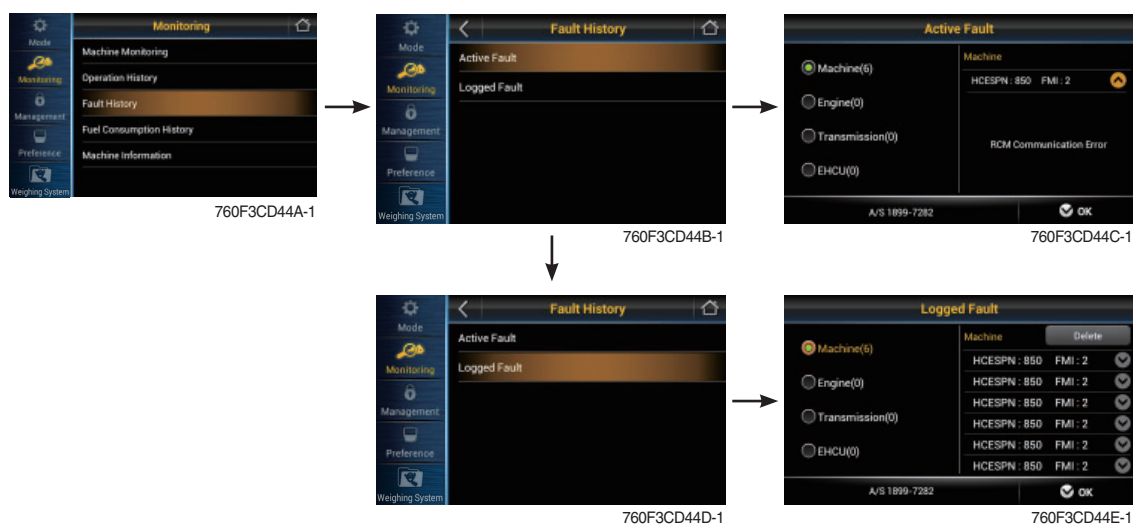 Monitoring
Mode
Monitoring
Management
Preference
Weighing System
Machine Monitoring
Operation History
Fault History
Fuel Consumption History
Machine Information
760F3CD44A-1
Fault History
Mode
Monitoring
Management
Preference
Weighing System
Active Fault
Logged Fault
760F3CD44B-1
Active Fault
Machine(6)
Engine(0)
Transmission(0)
EHCU(0)
Machine
HCESPN : 850 FMI : 2
RCM Communication Error
A/S 1899-7282
OK
760F3CD44C-1
Fault History
Mode
Monitoring
Management
Preference
Weighing System
Active Fault
Logged Fault
760F3CD44D-1
Logged Fault
Machine(6)
Engine(0)
Transmission(0)
EHCU(0)
Machine Delete
HCESPN : 850 FMI : 2
HCESPN : 850 FMI : 2
HCESPN : 850 FMI : 2
HCESPN : 850 FMI : 2
HCESPN : 850 FMI : 2
HCESPN : 850 FMI : 2
A/S 1899-7282
OK
760F3CD44E-1